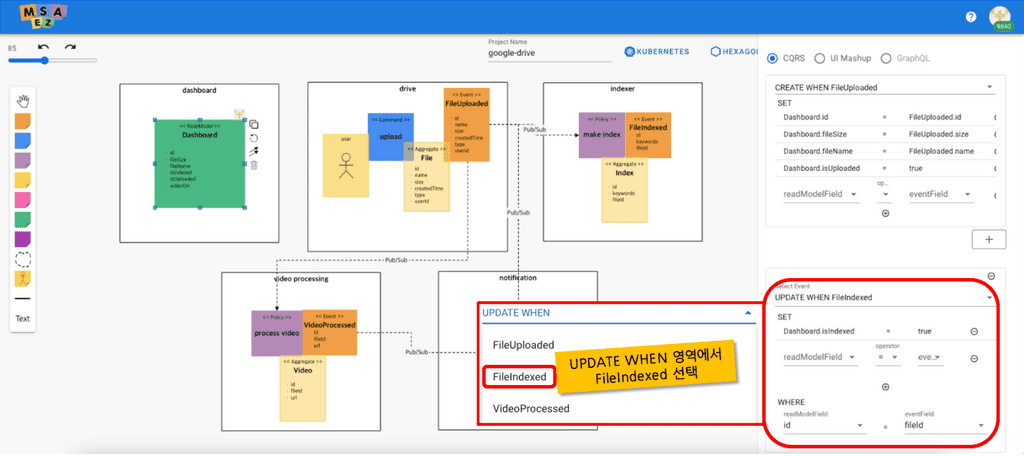 MSA
EZ
9940
85
Project Name
google-drive
KUBERNETES
HEXAGON
CQRS
UI Mashup
GraphQL
dashboard
<< ReadModel >>
Dashboard
id
fileSize
fileName
isIndexed
isUploaded
videoUrl
drive
user
<< Command >>
upload
<< Event >>
FileUploaded
id
name
size
createdTime
type
userId
<< Aggregate >>
File
id
name
size
createdTime
type
userId
Pub/Sub
Pub/Sub
Pub/Sub
indexer
<< Policy >>
make index
<< Event >>
FileIndexed
id
keywords
fileId
<< Aggregate >>
Index
id
keywords
fileId
video processing
<< Policy >>
process video
<< Event >>
VideoProcessed
id
fileId
url
<< Aggregate >>
Video
id
fileId
url
Pub/Sub
notification
UPDATE WHEN
FileUploaded
FileIndexed
VideoProcessed
UPDATE WHEN 영역에서
FileIndexed 선택
Text
CREATE WHEN FileUploaded
SET
Dashboard.id = FileUploaded.id
Dashboard.fileSize = FileUploaded.size
Dashboard.fileName = FileUploaded.name
Dashboard.isUploaded = true
op...
readModelField = eventField
Select Event
UPDATE WHEN FileIndexed
SET
Dashboard.isIndexed = true
operator
readModelField = eve...
WHERE
readModelField eventField
id = fileId